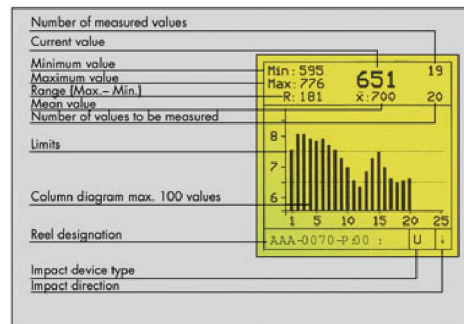 Number of measured values
Current value
Minimum value
Maximum value
Range (Max.– Min.)
Mean value
Number of values to be measured
Limits
Column diagram max. 100 values
Reel designation
Impact device type
Impact direction
Min: 595 651 19
Max: 776
R: 181 x̄:700 20
8
7
6
1 5 10 15 20 25
AAA-0070-P:00 : U ↓